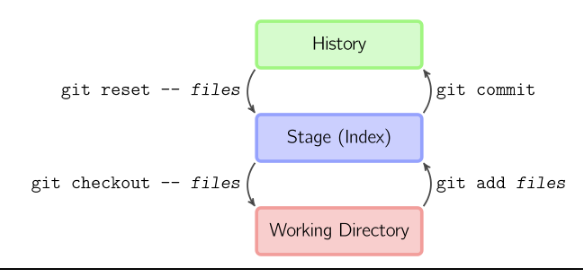 History
git reset -- files
git commit
Stage (Index)
git checkout -- files
git add files
Working Directory